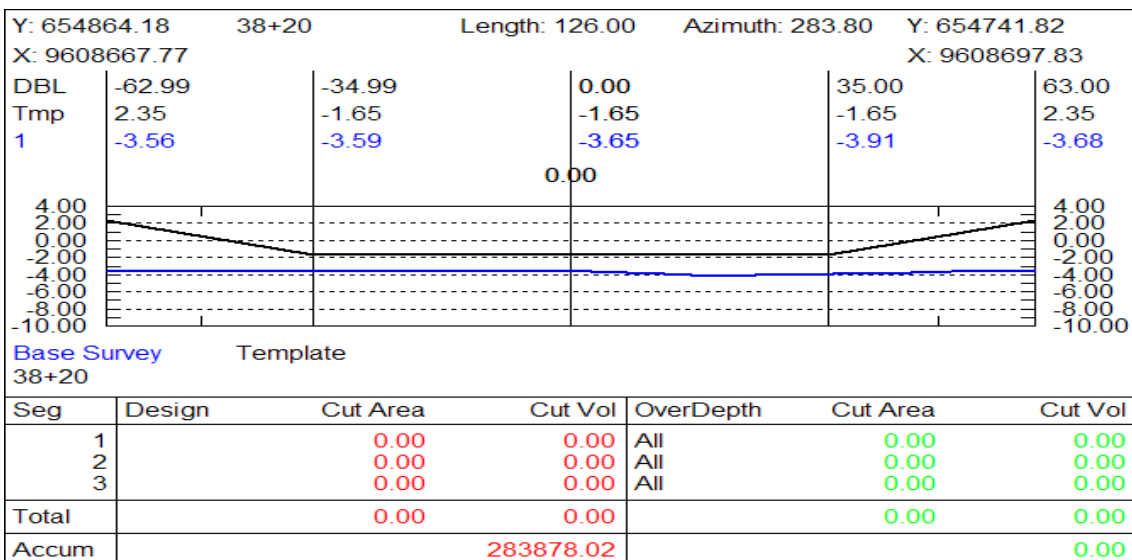 Y: 654864.18 38+20 Length: 126.00 Azimuth: 283.80 Y: 654741.82
X: 9608667.77 X: 9608697.83
DBL -62.99 -34.99 0.00 35.00 63.00
Tmp 2.35 -1.65 -1.65 -1.65 2.35
1 -3.56 -3.59 -3.65 -3.91 -3.68
0.00
4.00 4.00
2.00 2.00
0.00 0.00
-2.00 -2.00
-4.00 -4.00
-6.00 -6.00
-8.00 -8.00
-10.00 -10.00
Base Survey Template
38+20
Seg Design Cut Area Cut Vol OverDepth Cut Area Cut Vol
1 0.00 0.00 All 0.00 0.00
2 0.00 0.00 All 0.00 0.00
3 0.00 0.00 All 0.00 0.00
Total 0.00 0.00 0.00 0.00
Accum 283878.02 0.00